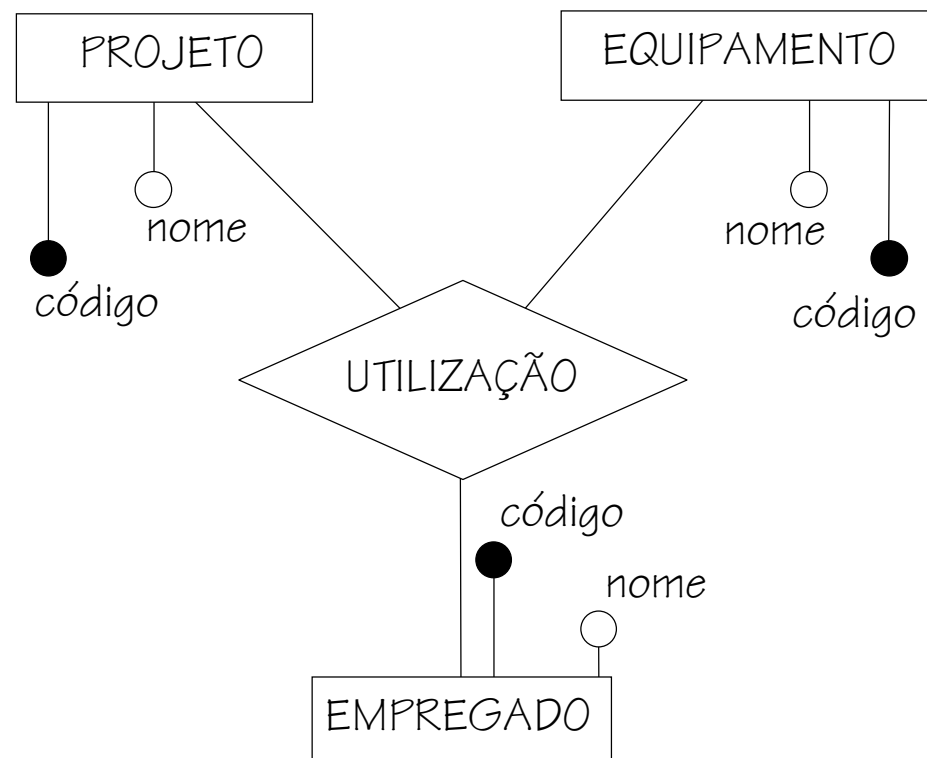 PROJETO
EQUIPAMENTO
nome
nome
código
código
UTILIZAÇÃO
código
nome
EMPREGADO